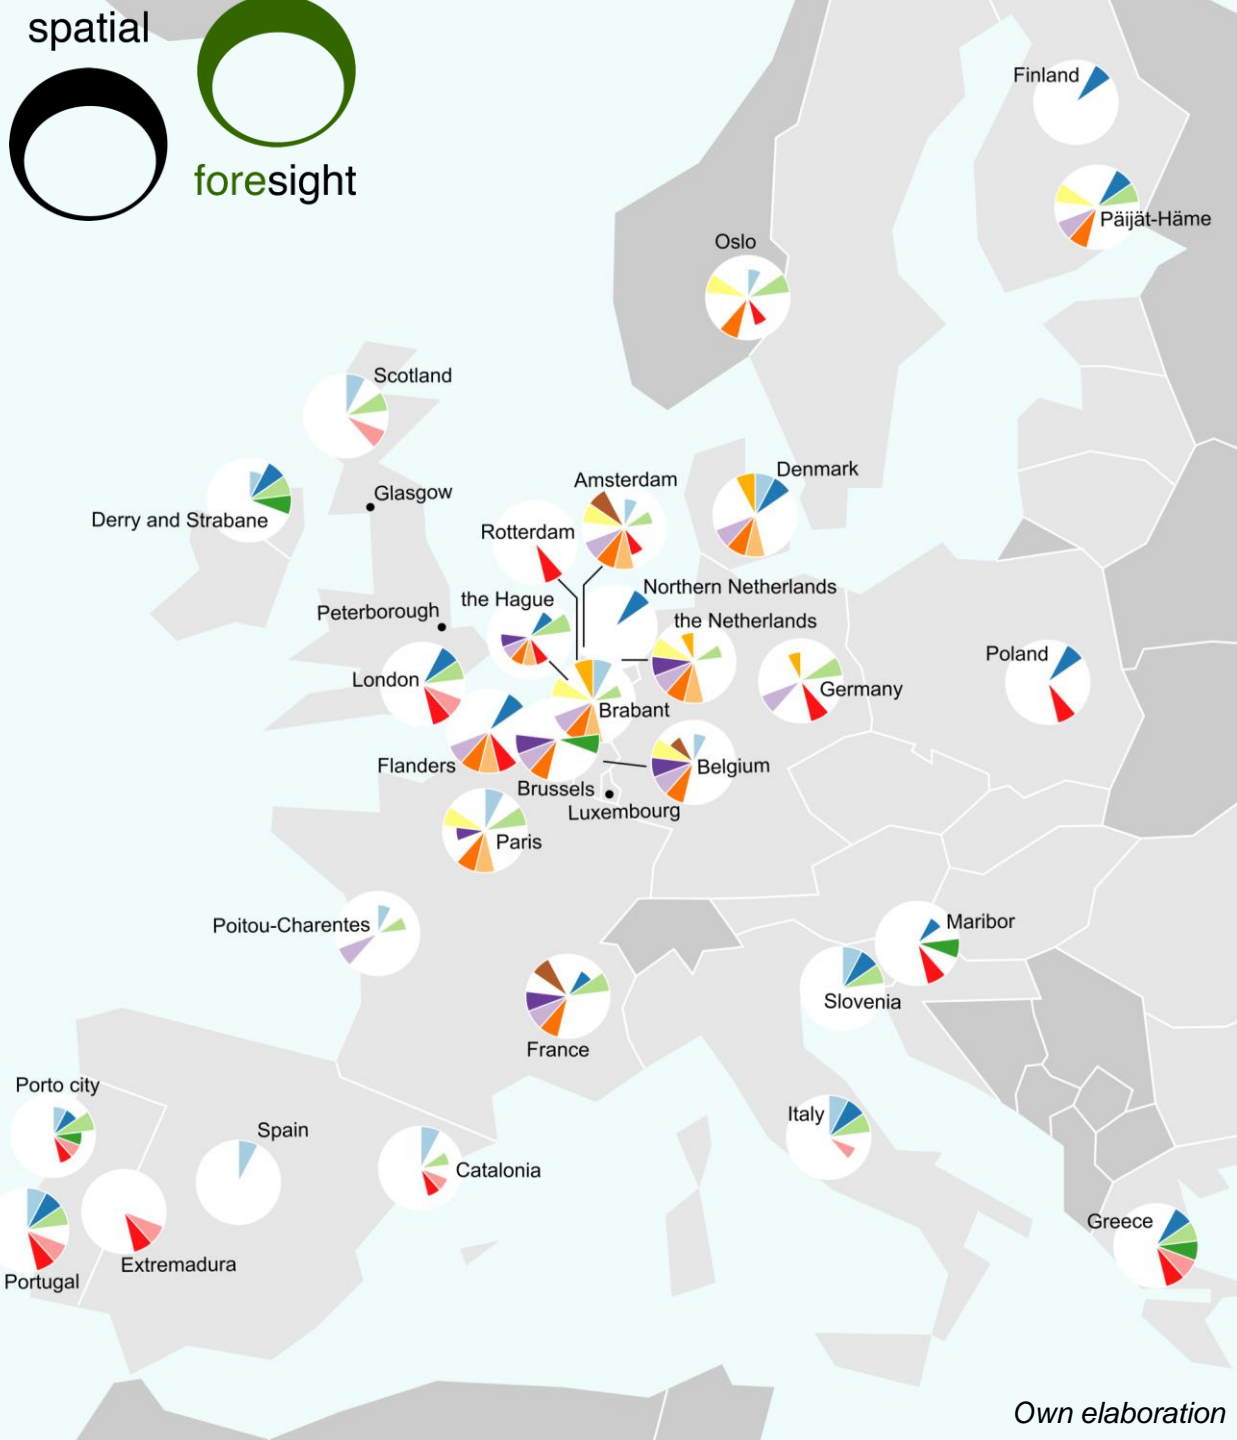 spatial
foresight
Finland
Päijät-Häme
Oslo
Scotland
Glasgow
Derry and Strabane
Amsterdam
Denmark
Rotterdam
Northern Netherlands
the Hague
the Netherlands
Peterborough
London
Poland
Germany
Brabant
Flanders
Belgium
Brussels
Luxembourg
Paris
Poitou-Charentes
Maribor
Slovenia
France
Porto city
Spain
Italy
Catalonia
Greece
Extremadura
Portugal
Own elaboration